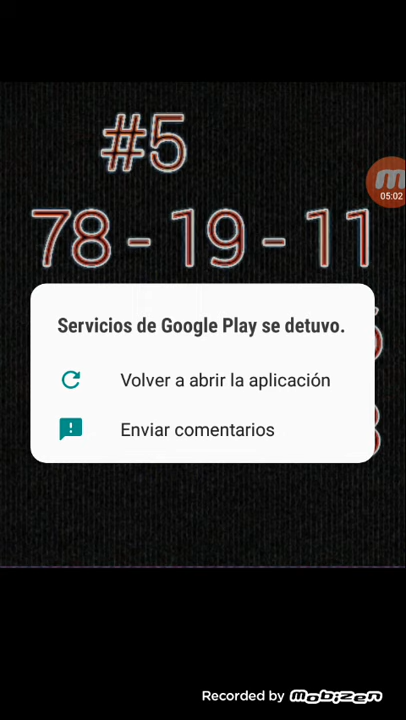 #5
78 - 19 - 11
05:02
Servicios de Google Play se detuvo.
Volver a abrir la aplicación
Enviar comentarios
Recorded by Mobizen